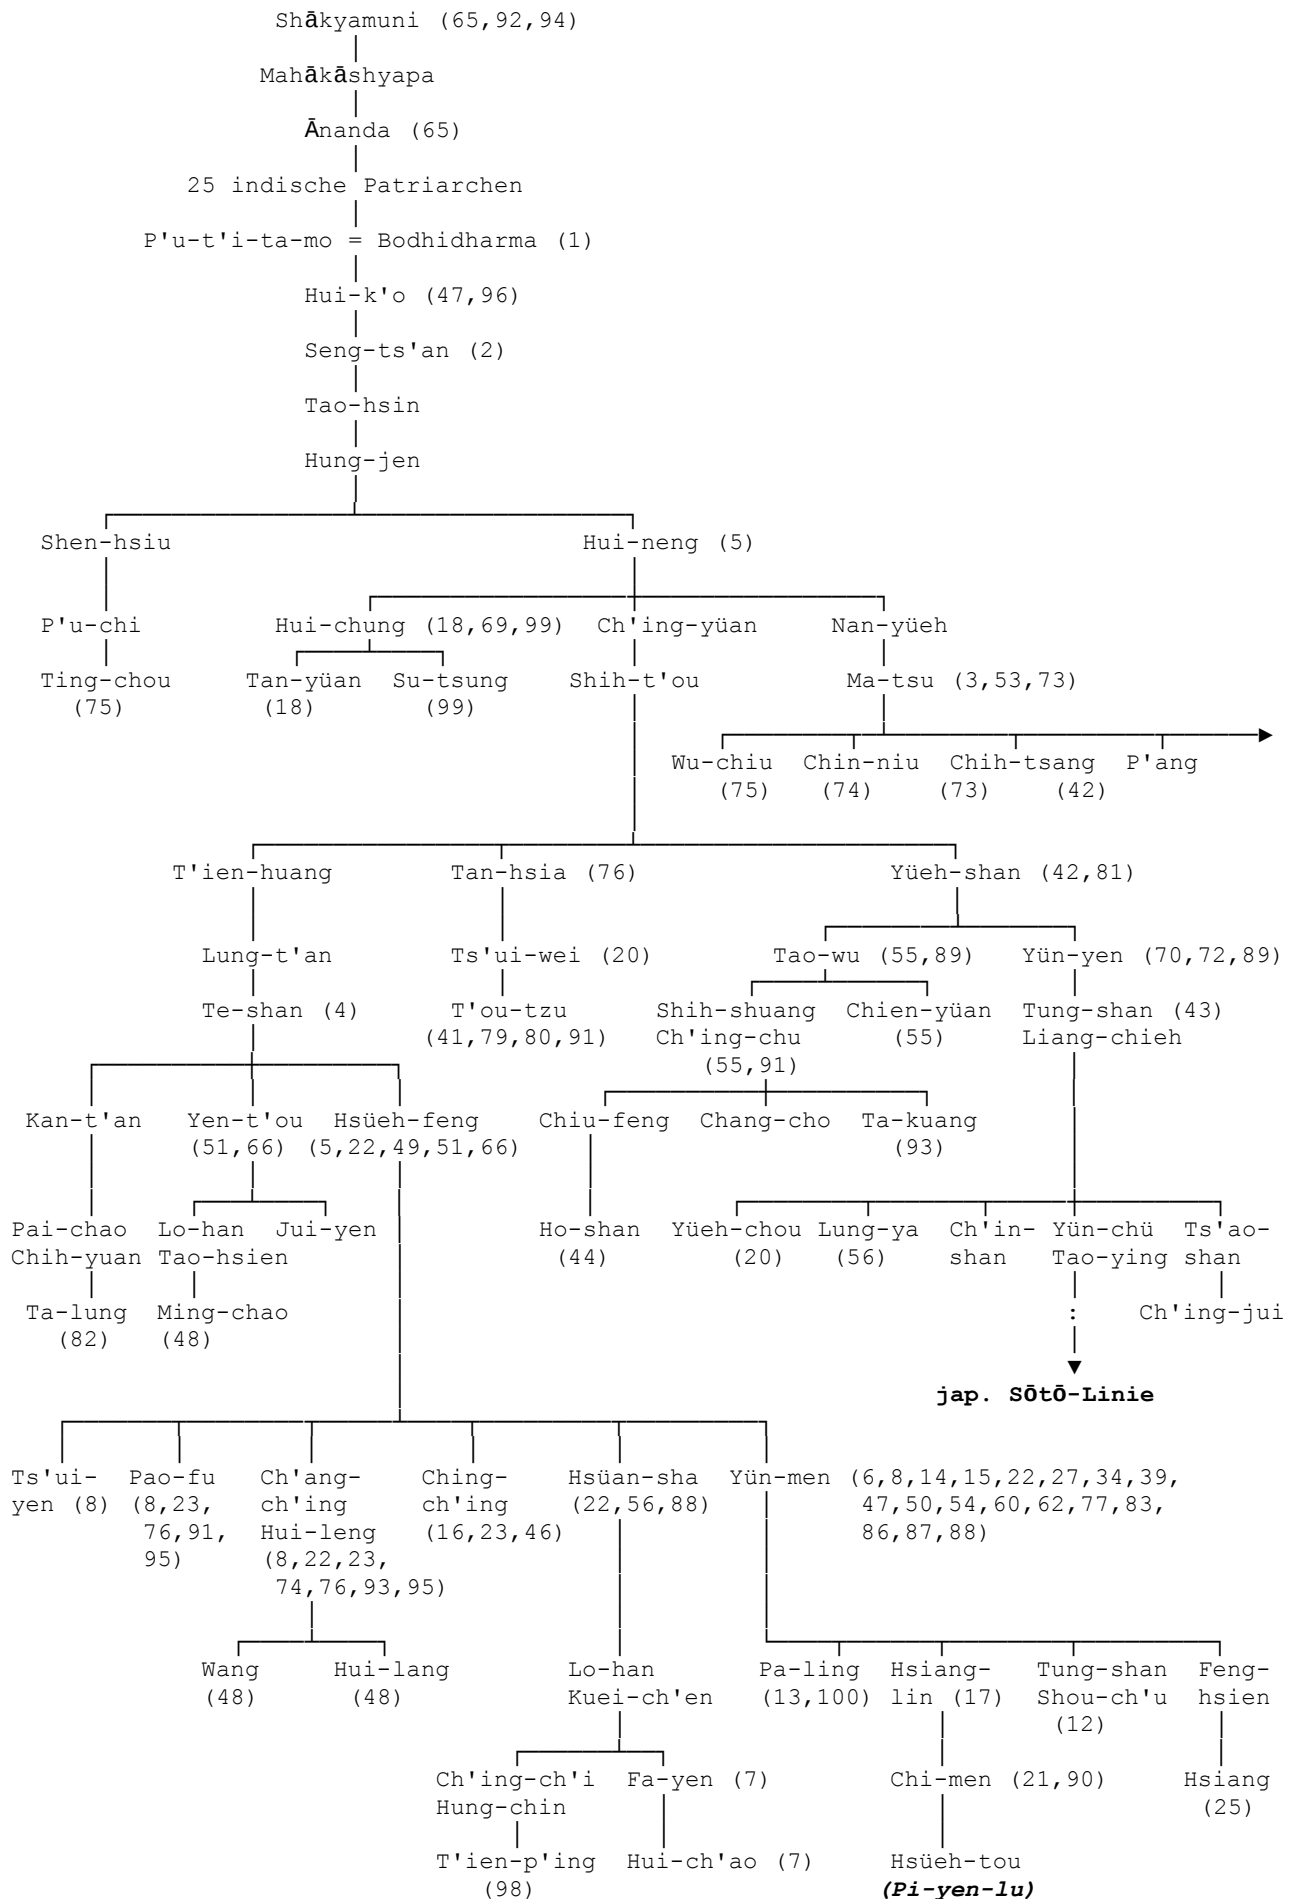 Shākyamuni (65,92,94)
Mahākāshyapa
Ānanda (65)
25 indische Patriarchen
P'u-t'i-ta-mo = Bodhidharma (1)
Hui-k'o (47,96)
Seng-ts'an (2)
Tao-hsin
Hung-jen
Shen-hsiu Hui-neng (5)
P'u-chi Hui-chung (18,69,99) Ch'ing-yüan Nan-yüeh
Ting-chou Tan-yüan Su-tsung Shih-t'ou Ma-tsu (3,53,73)
(75) (18) (99)
Wu-chiu Chin-niu Chih-tsang P'ang
(75) (74) (73) (42)
T'ien-huang Tan-hsia (76) Yüeh-shan (42,81)
Lung-t'an Ts'ui-wei (20) Tao-wu (55,89) Yün-yen (70,72,89)
Te-shan (4) T'ou-tzu Shih-shuang Chien-yüan Tung-shan (43)
(41,79,80,91) Ch'ing-chu (55) Liang-chieh
(55,91)
Kan-t'an Yen-t'ou Hsüeh-feng Chiu-feng Chang-cho Ta-kuang
(51,66) (5,22,49,51,66) (93)
Pai-chao Lo-han Jui-yen Ho-shan Yüeh-chou Lung-ya Ch'in- Yün-chü Ts'ao-
Chih-yuan Tao-hsien (44) (20) (56) shan Tao-ying shan
Ta-lung Ming-chao : Ch'ing-jui
(82) (48)
jap. SŌtŌ-Linie
Ts'ui- Pao-fu Ch'ang- Ching- Hsüan-sha Yün-men (6,8,14,15,22,27,34,39,
yen (8) (8,23, ch'ing ch'ing (22,56,88) 47,50,54,60,62,77,83,
76,91, Hui-leng (16,23,46) 86,87,88)
95) (8,22,23,
74,76,93,95)
Wang Hui-lang Lo-han Pa-ling Hsiang- Tung-shan Feng-
(48) (48) Kuei-ch'en (13,100) lin (17) Shou-ch'u hsien
(12)
Ch'ing-ch'i Fa-yen (7) Chi-men (21,90) Hsiang
Hung-chin (25)
T'ien-p'ing Hui-ch'ao (7) Hsüeh-tou
(98) (Pi-yen-lu)